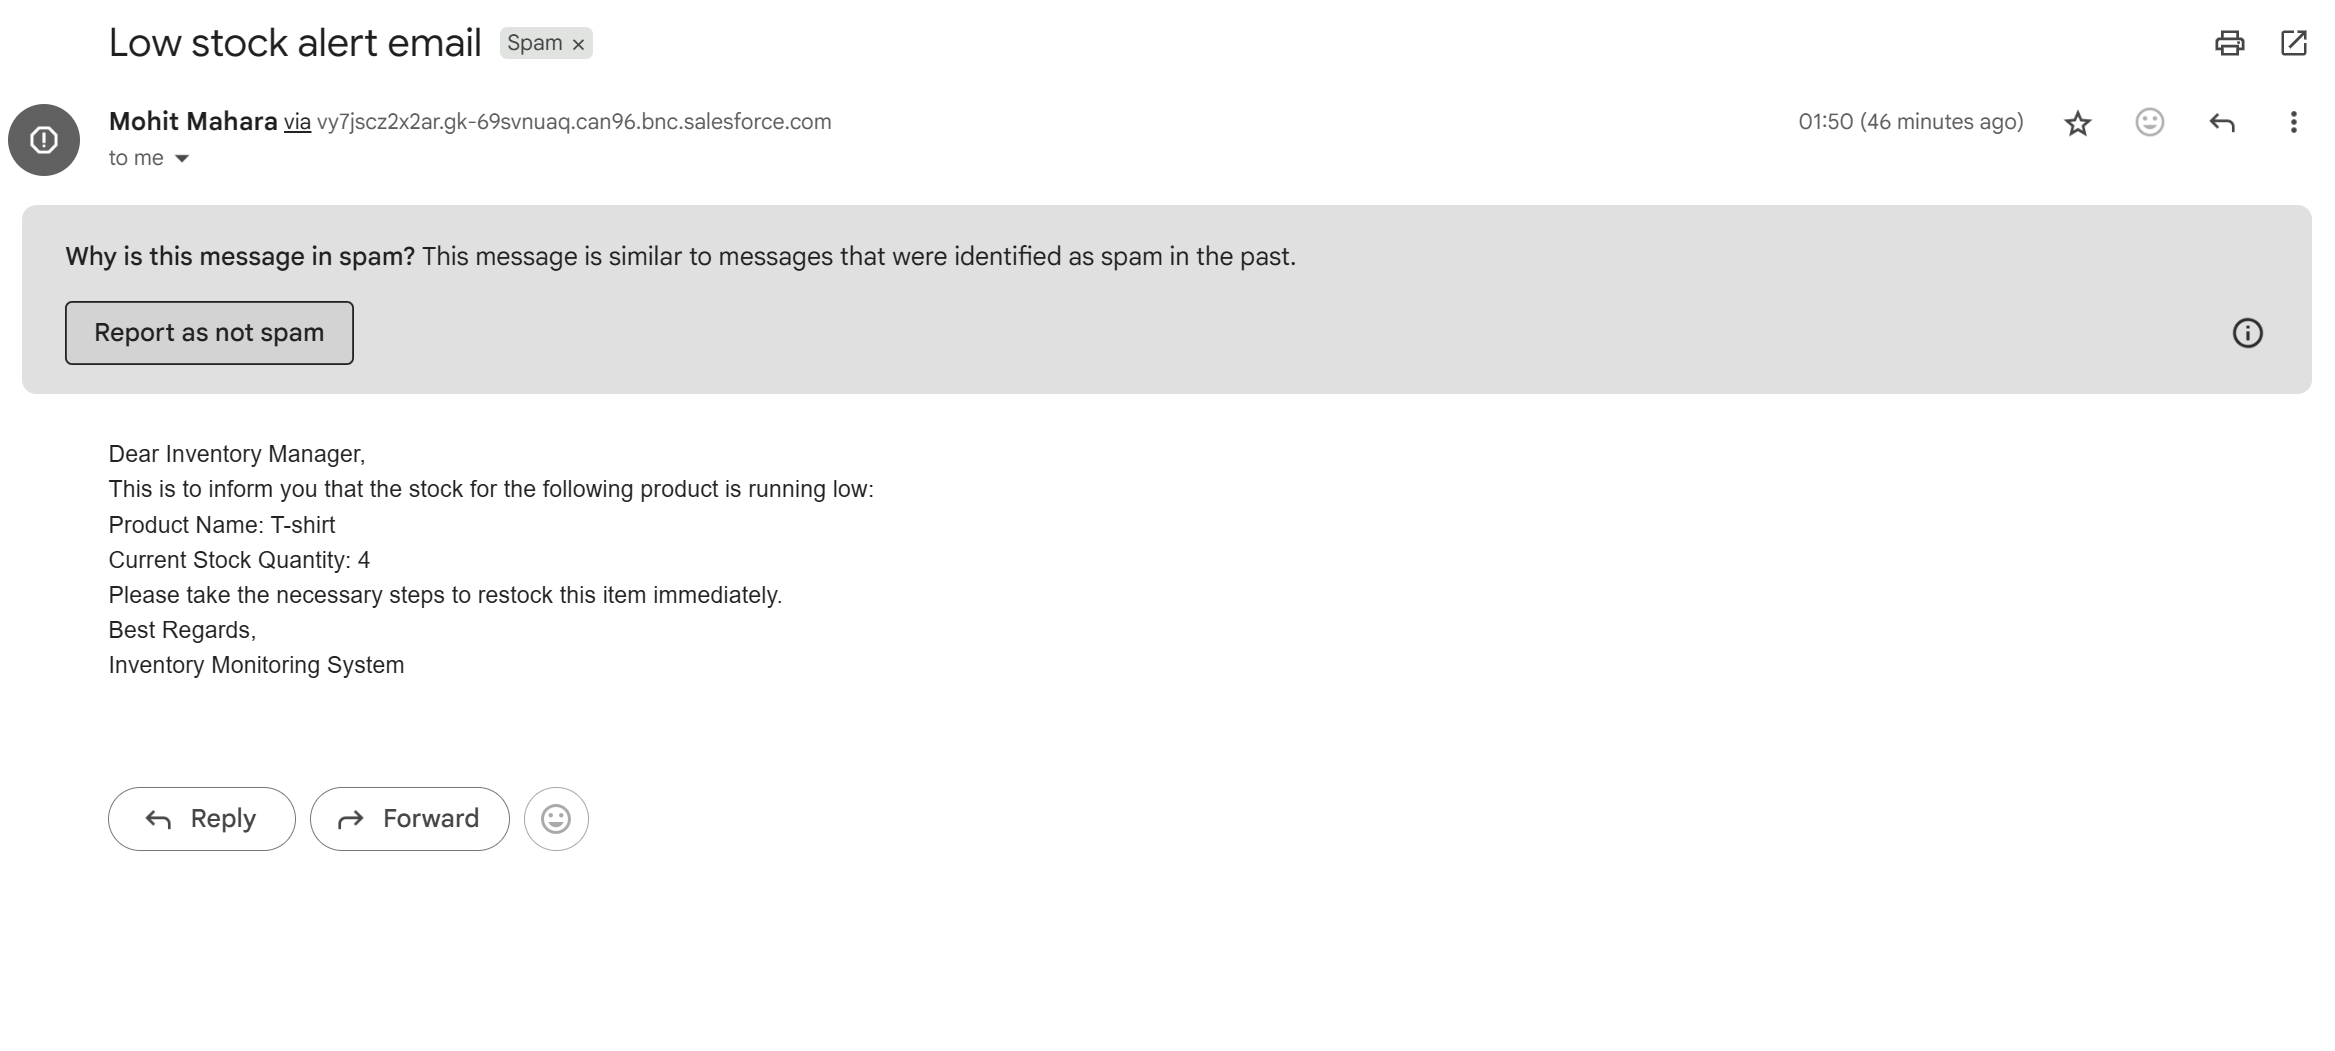 Low stock alert email Spam ×
Mohit Mahara via vy7jscz2x2ar.gk-69svnuaq.can96.bnc.salesforce.com 01:50 (46 minutes ago)
to me
Why is this message in spam? This message is similar to messages that were identified as spam in the past.
Report as not spam
Dear Inventory Manager,
This is to inform you that the stock for the following product is running low:
Product Name: T-shirt
Current Stock Quantity: 4
Please take the necessary steps to restock this item immediately.
Best Regards,
Inventory Monitoring System
Reply Forward